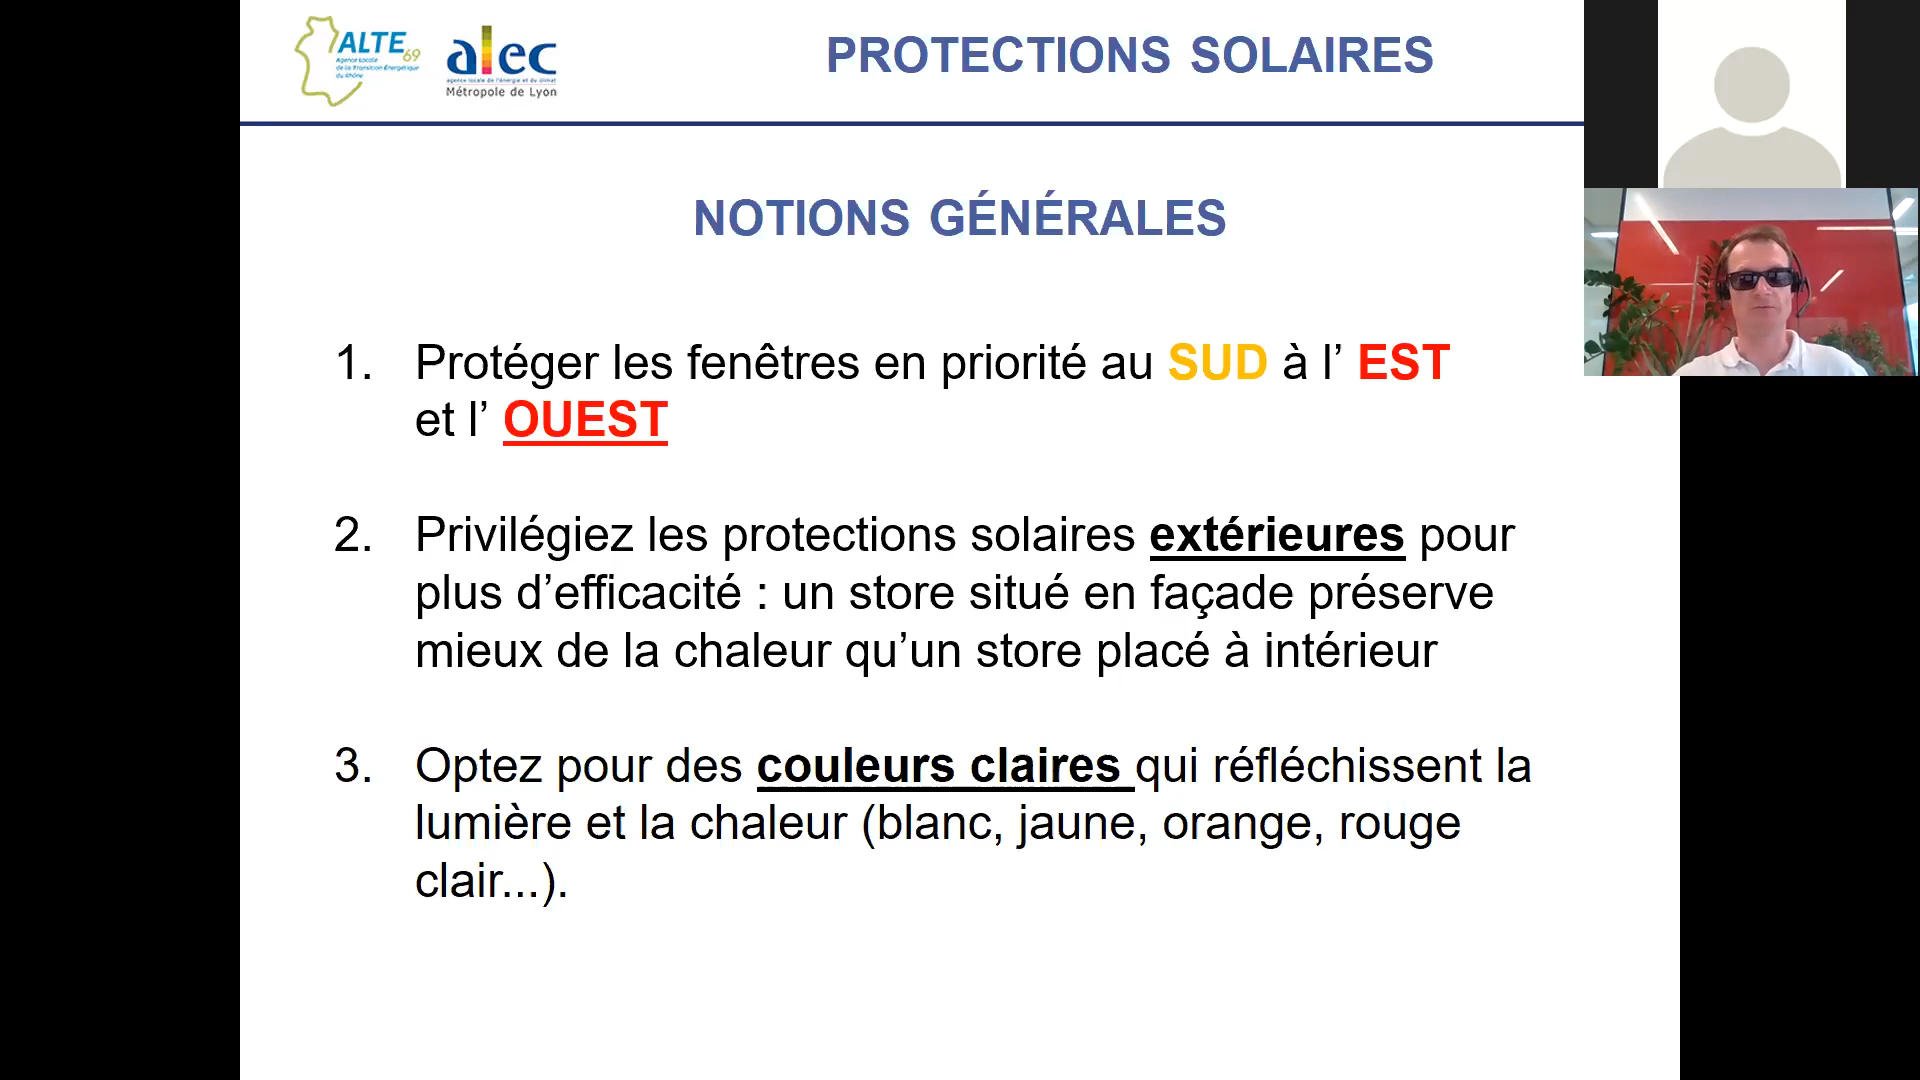 ALTE 69
Agence Locale
de la Transition Énergétique
du Rhône
alec
agence locale de l'énergie et du climat
Métropole de Lyon
PROTECTIONS SOLAIRES
NOTIONS GÉNÉRALES
1. Protéger les fenêtres en priorité au SUD à l’ EST
et l’ OUEST
2. Privilégiez les protections solaires extérieures pour
plus d’efficacité : un store situé en façade préserve
mieux de la chaleur qu’un store placé à intérieur
3. Optez pour des couleurs claires qui réfléchissent la
lumière et la chaleur (blanc, jaune, orange, rouge
clair...).